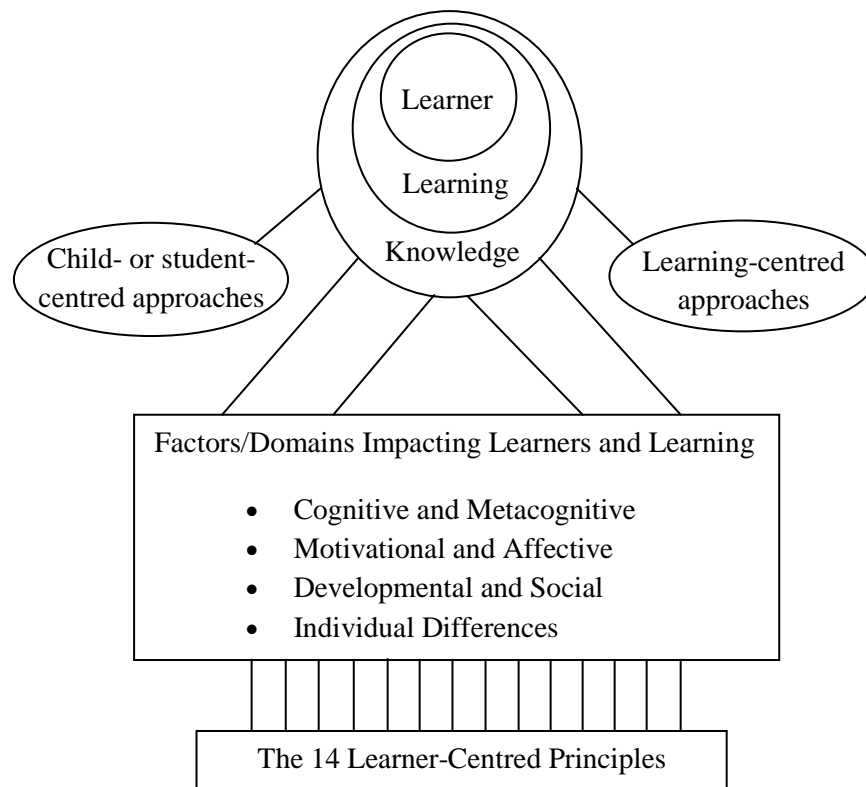 Learner
Learning
Knowledge
Child- or student-
centred approaches
Learning-centred
approaches
Factors/Domains Impacting Learners and Learning
• Cognitive and Metacognitive
• Motivational and Affective
• Developmental and Social
• Individual Differences
The 14 Learner-Centred Principles